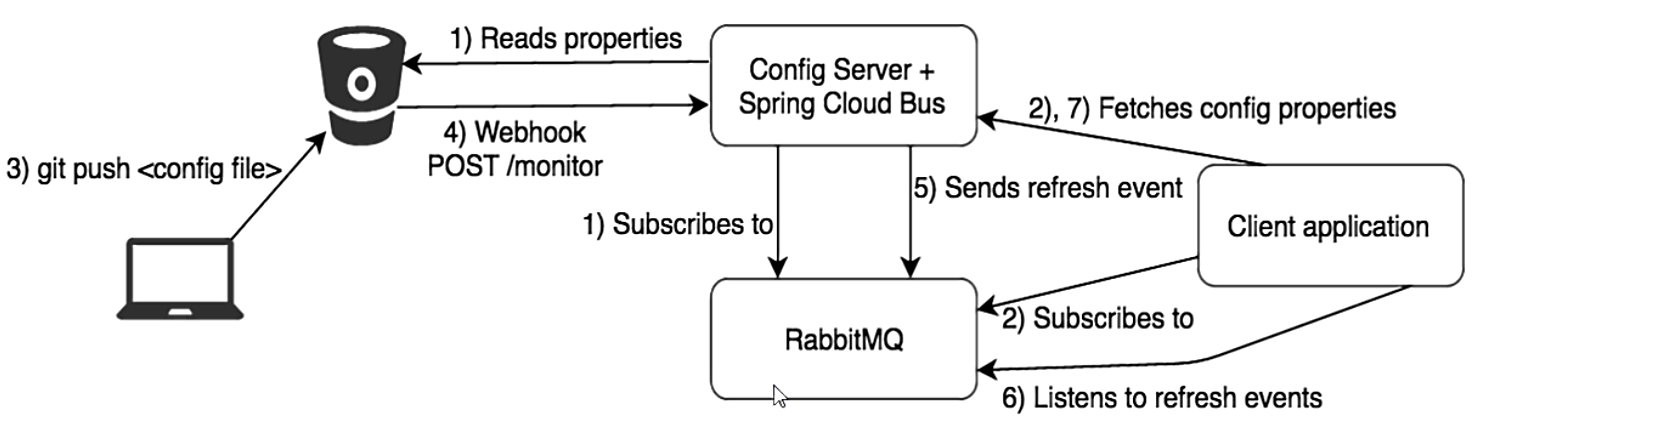 1) Reads properties
Config Server +
Spring Cloud Bus
2), 7) Fetches config properties
4) Webhook
POST /monitor
3) git push <config file>
5) Sends refresh event
1) Subscribes to
Client application
RabbitMQ
2) Subscribes to
6) Listens to refresh events